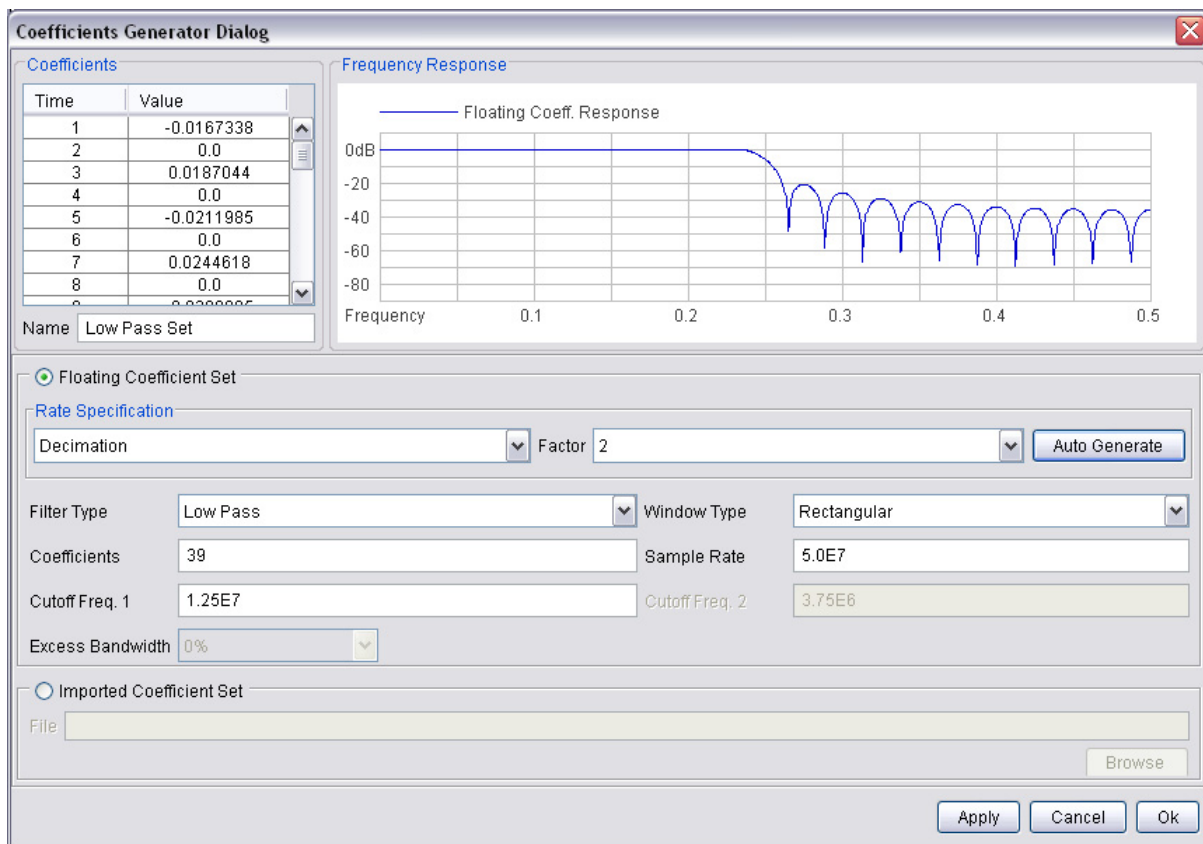 Coefficients Generator Dialog
Coefficients
Time Value
1 -0.0167338
2 0.0
3 0.0187044
4 0.0
5 -0.0211985
6 0.0
7 0.0244618
8 0.0
Name Low Pass Set
Frequency Response
Floating Coeff. Response
0dB
-20
-40
-60
-80
Frequency 0.1 0.2 0.3 0.4 0.5
Floating Coefficient Set
Rate Specification
Decimation Factor 2 Auto Generate
Filter Type Low Pass Window Type Rectangular
Coefficients 39 Sample Rate 5.0E7
Cutoff Freq. 1 1.25E7 Cutoff Freq. 2 3.75E6
Excess Bandwidth 0%
Imported Coefficient Set
File
Browse
Apply Cancel Ok